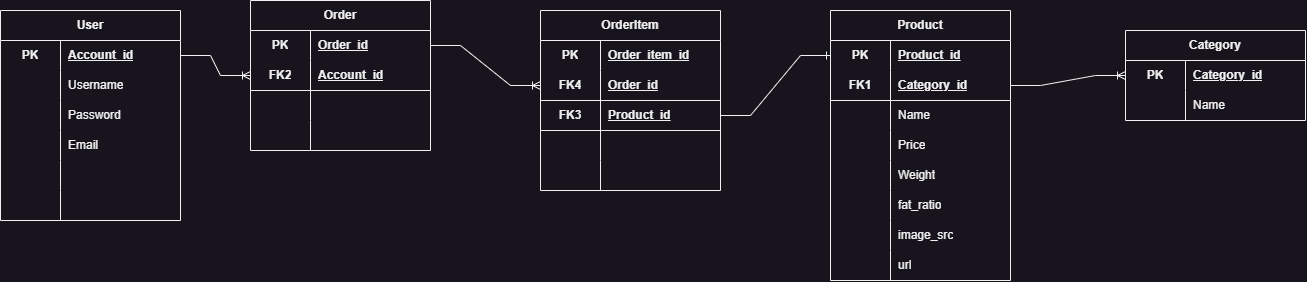 User
PK Account_id
Username
Password
Email
Order
PK Order_id
FK2 Account_id
OrderItem
PK Order_item_id
FK4 Order_id
FK3 Product_id
Product
PK Product_id
FK1 Category_id
Name
Price
Weight
fat_ratio
image_src
url
Category
PK Category_id
Name